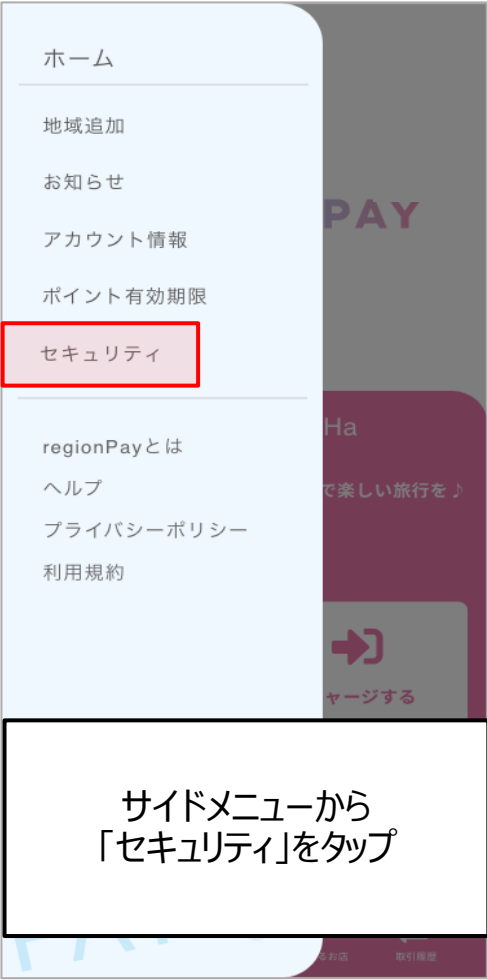 ホーム
地域追加
お知らせ
アカウント情報
ポイント有効期限
セキュリティ
regionPayとは
ヘルプ
プライバシーポリシー
利用規約
PAY
Ha
で楽しい旅行を♪
ャージする
サイドメニューから
「セキュリティ」をタップ
るお店
取引履歴